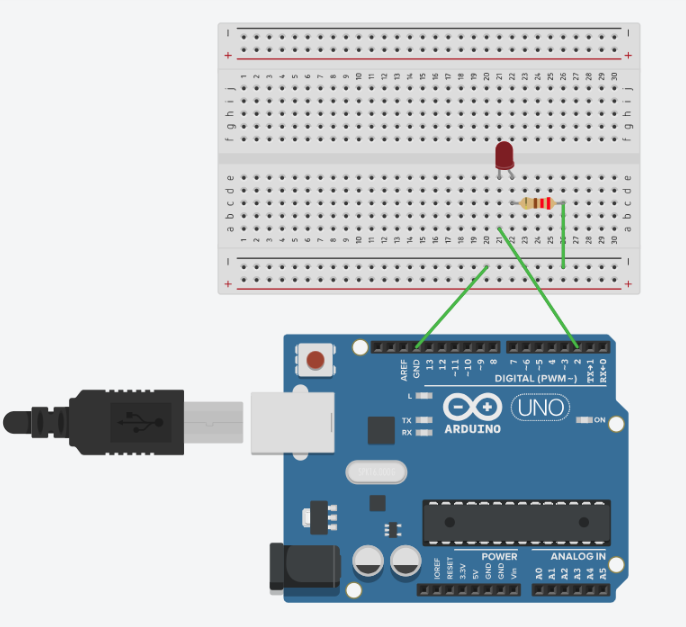 − −
+ +
1 2 3 4 5 6 7 8 9 10 11 12 13 14 15 16 17 18 19 20 21 22 23 24 25 26 27 28 29 30
j j
i i
h h
g g
f f
e e
d d
c c
b b
a a
1 2 3 4 5 6 7 8 9 10 11 12 13 14 15 16 17 18 19 20 21 22 23 24 25 26 27 28 29 30
− −
+ +
AREF GND 13 12 ~11 ~10 ~9 8 7 ~6 ~5 4 ~3 2 TX→1 RX←0
DIGITAL (PWM~)
L
TX
RX
UNO
ARDUINO
ON
POWER ANALOG IN
IOREF RESET 3.3V 5V GND GND Vin A0 A1 A2 A3 A4 A5